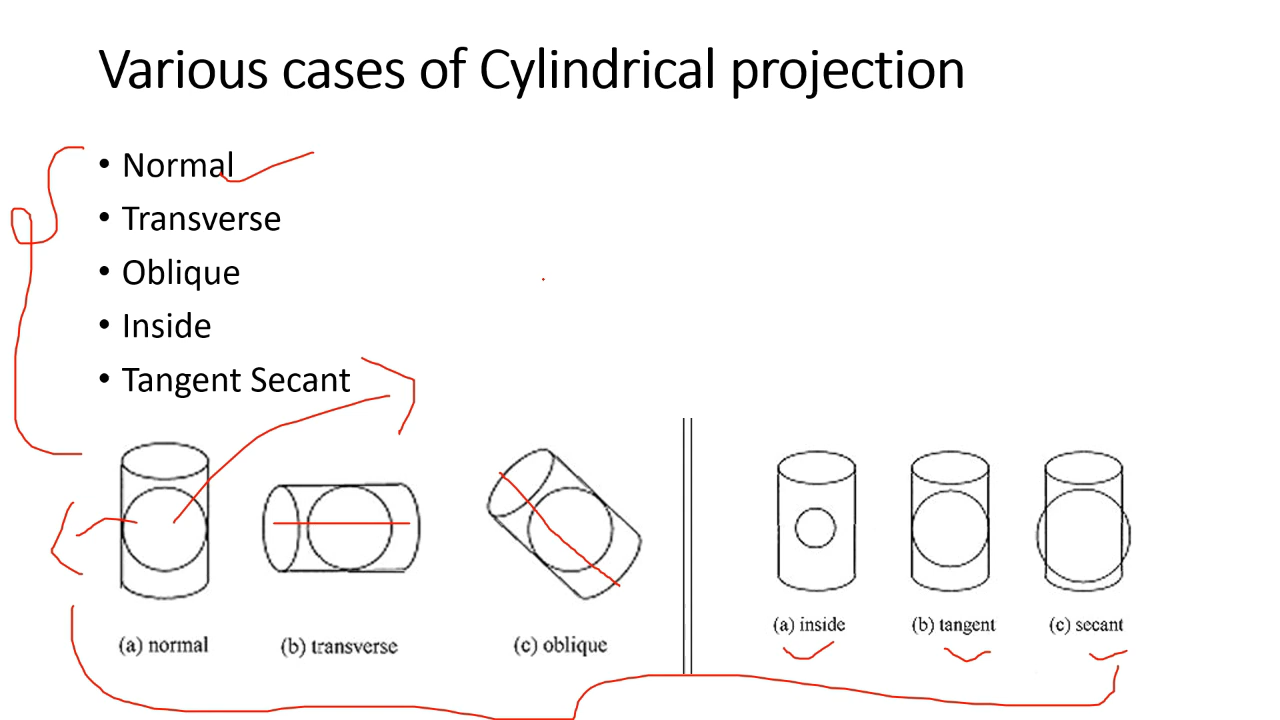 Various cases of Cylindrical projection
• Normal
• Transverse
• Oblique
• Inside
• Tangent Secant
(a) normal
(b) transverse
(c) oblique
(a) inside
(b) tangent
(c) secant